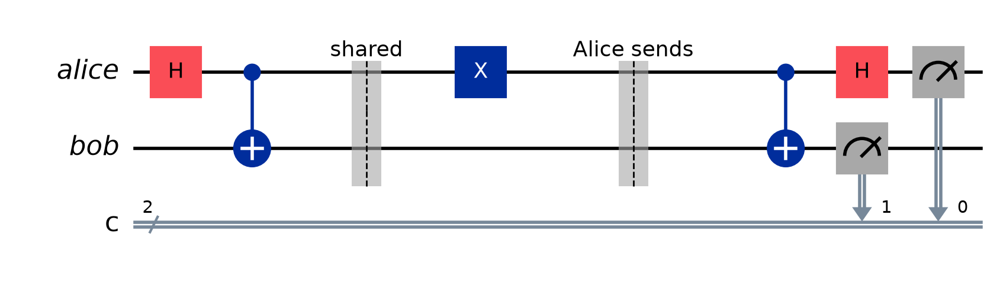 shared Alice sends
alice H X H
bob
2 1 0
c